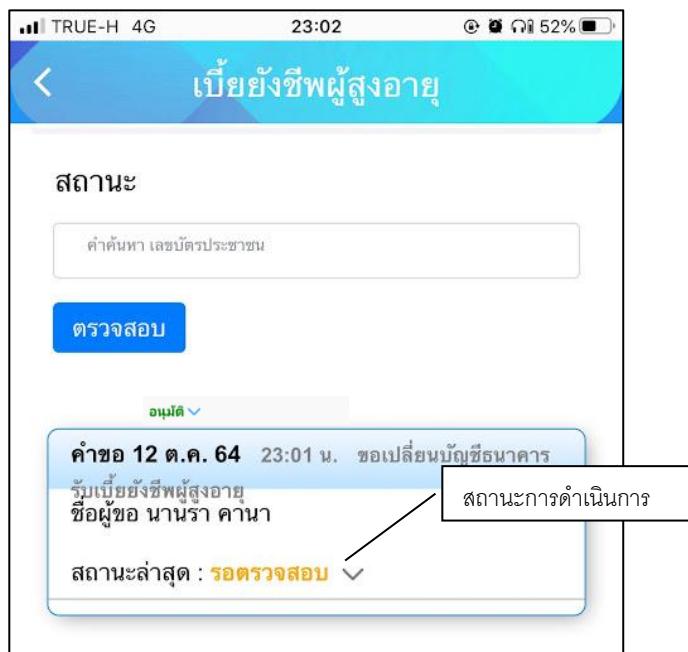 TRUE-H 4G 23:02 52%
เบี้ยยังชีพผู้สูงอายุ
สถานะ
คำค้นหา เลขบัตรประชาชน
ตรวจสอบ
อนุมัติ
คำขอ 12 ต.ค. 64 23:01 น. ขอเปลี่ยนบัญชีธนาคาร
รับเบี้ยยังชีพผู้สูงอายุ
ชื่อผู้ขอ นานรา คานา
สถานะการดำเนินการ
สถานะล่าสุด : รอตรวจสอบ